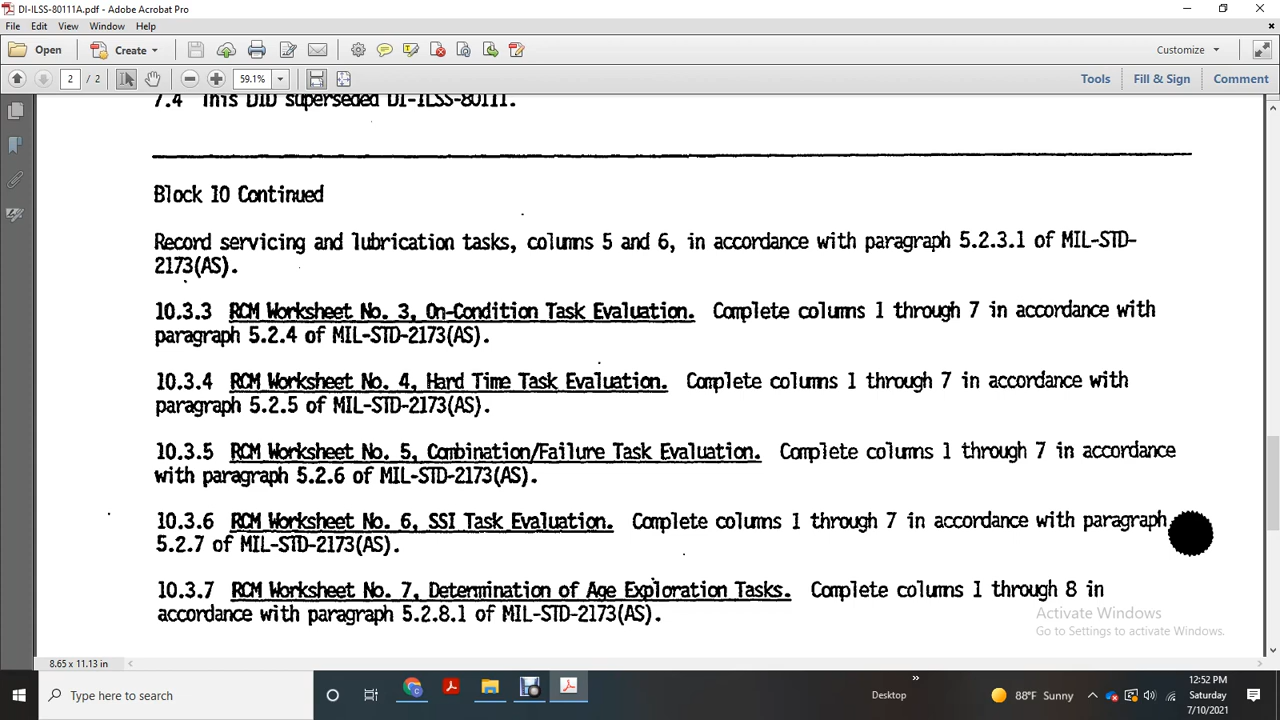 DI-ILSS-80111A.pdf - Adobe Acrobat Pro
File Edit View Window Help
Open Create Customize
2 / 2 59.1% Tools Fill & Sign Comment
7.4 This DID superseded DI-ILSS-80111.
Block 10 Continued
Record servicing and lubrication tasks, columns 5 and 6, in accordance with paragraph 5.2.3.1 of MIL-STD-
2173(AS).
10.3.3 RCM Worksheet No. 3, On-Condition Task Evaluation. Complete columns 1 through 7 in accordance with
paragraph 5.2.4 of MIL-STD-2173(AS).
10.3.4 RCM Worksheet No. 4, Hard Time Task Evaluation. Complete columns 1 through 7 in accordance with
paragraph 5.2.5 of MIL-STD-2173(AS).
10.3.5 RCM Worksheet No. 5, Combination/Failure Task Evaluation. Complete columns 1 through 7 in accordance
with paragraph 5.2.6 of MIL-STD-2173(AS).
10.3.6 RCM Worksheet No. 6, SSI Task Evaluation. Complete columns 1 through 7 in accordance with paragraph
5.2.7 of MIL-STD-2173(AS).
10.3.7 RCM Worksheet No. 7, Determination of Age Exploration Tasks. Complete columns 1 through 8 in
accordance with paragraph 5.2.8.1 of MIL-STD-2173(AS).
Activate Windows
Go to Settings to activate Windows.
8.65 x 11.13 in
Type here to search Desktop 88°F Sunny
12:52 PM
Saturday
7/10/2021